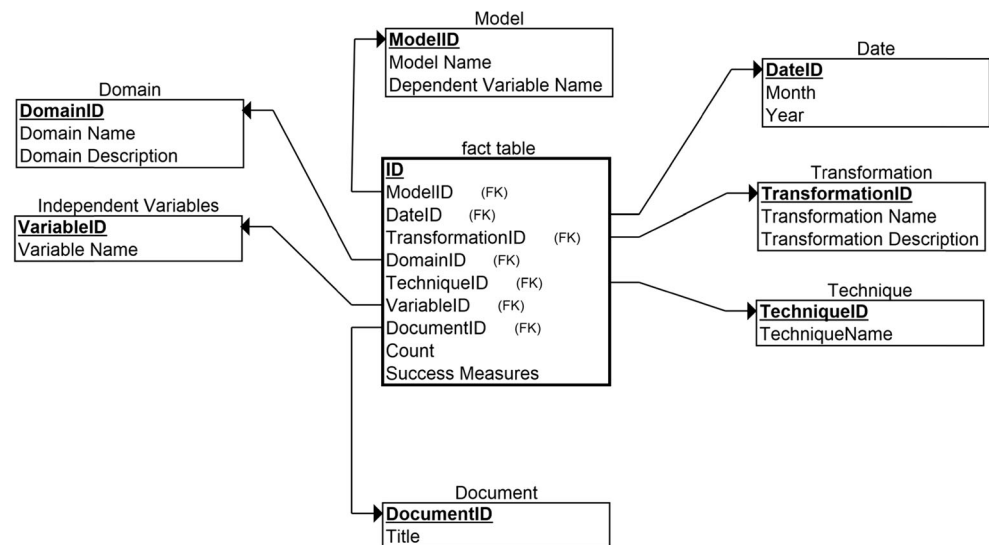 Model
ModelID
Model Name
Dependent Variable Name
Date
DateID
Month
Year
Domain
DomainID
Domain Name
Domain Description
fact table
ID
ModelID (FK)
DateID (FK)
TransformationID (FK)
DomainID (FK)
TechniqueID (FK)
VariableID (FK)
DocumentID (FK)
Count
Success Measures
Transformation
TransformationID
Transformation Name
Transformation Description
Independent Variables
VariableID
Variable Name
Technique
TechniqueID
TechniqueName
Document
DocumentID
Title